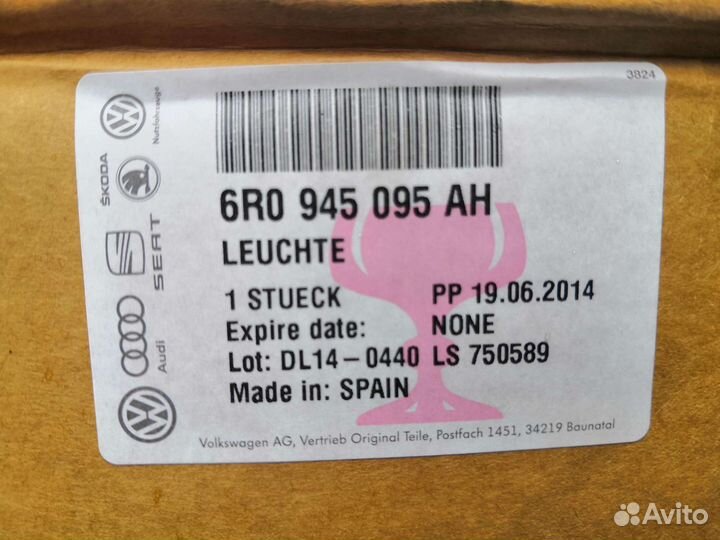 3824
Nutzfahrzeuge
ŠKODA
SEAT
Audi
6R0 945 095 AH
LEUCHTE
1 STUECK PP 19.06.2014
Expire date: NONE
Lot: DL14-0440 LS 750589
Made in: SPAIN
Volkswagen AG, Vertrieb Original Teile, Postfach 1451, 34219 Baunatal
Avito